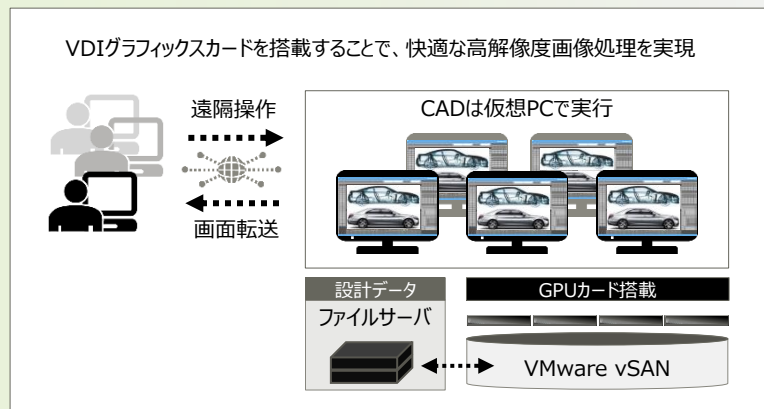 VDIグラフィックスカードを搭載することで、快適な高解像度画像処理を実現
遠隔操作
画面転送
CADは仮想PCで実行
設計データ
ファイルサーバ
GPUカード搭載
VMware vSAN